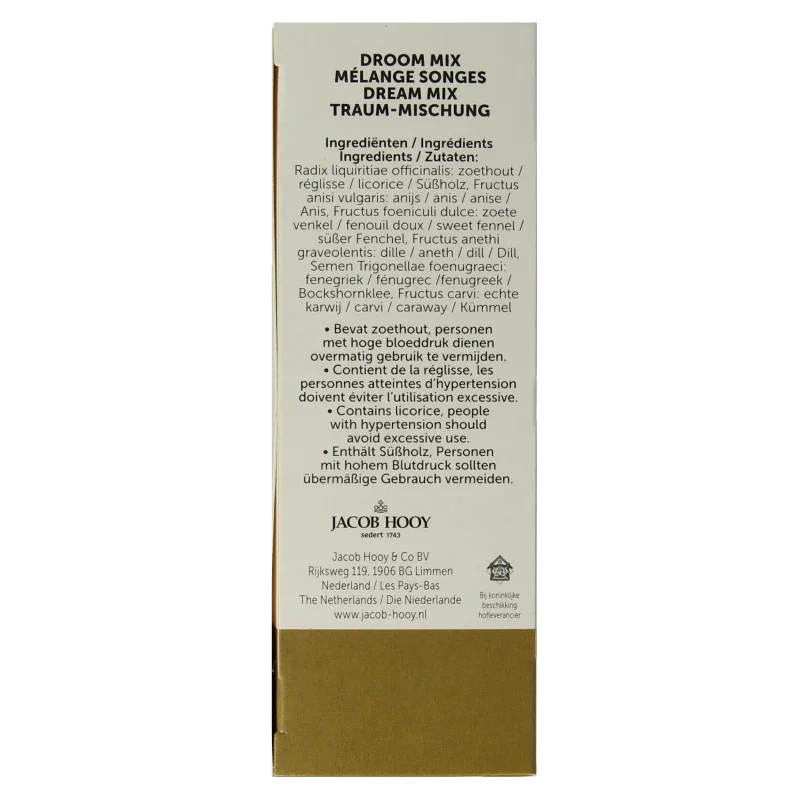 DROOM MIX
MÉLANGE SONGES
DREAM MIX
TRAUM-MISCHUNG
Ingrediënten / Ingrédients
Ingredients / Zutaten:
Radix liquiritiae officinalis: zoethout /
réglisse / licorice / Süßholz, Fructus
anisi vulgaris: anijs / anis / anise /
Anis, Fructus foeniculi dulce: zoete
venkel / fenouil doux / sweet fennel /
süßer Fenchel, Fructus anethi
graveolentis: dille / aneth / dill / Dill,
Semen Trigonellae foenugraeci:
fenegriek / fénugrec /fenugreek /
Bockshornklee, Fructus carvi: echte
karwij / carvi / caraway / Kümmel
• Bevat zoethout, personen
met hoge bloeddruk dienen
overmatig gebruik te vermijden.
• Contient de la réglisse, les
personnes atteintes d'hypertension
doivent éviter l'utilisation excessive.
• Contains licorice, people
with hypertension should
avoid excessive use.
• Enthält Süßholz, Personen
mit hohem Blutdruck sollten
übermäßige Gebrauch vermeiden.
JACOB HOOY
sedert 1743
Jacob Hooy & Co BV
Rijksweg 119, 1906 BG Limmen
Nederland / Les Pays-Bas
The Netherlands / Die Niederlande
www.jacob-hooy.nl
Bij koninklijke
beschikking
hofleverancier